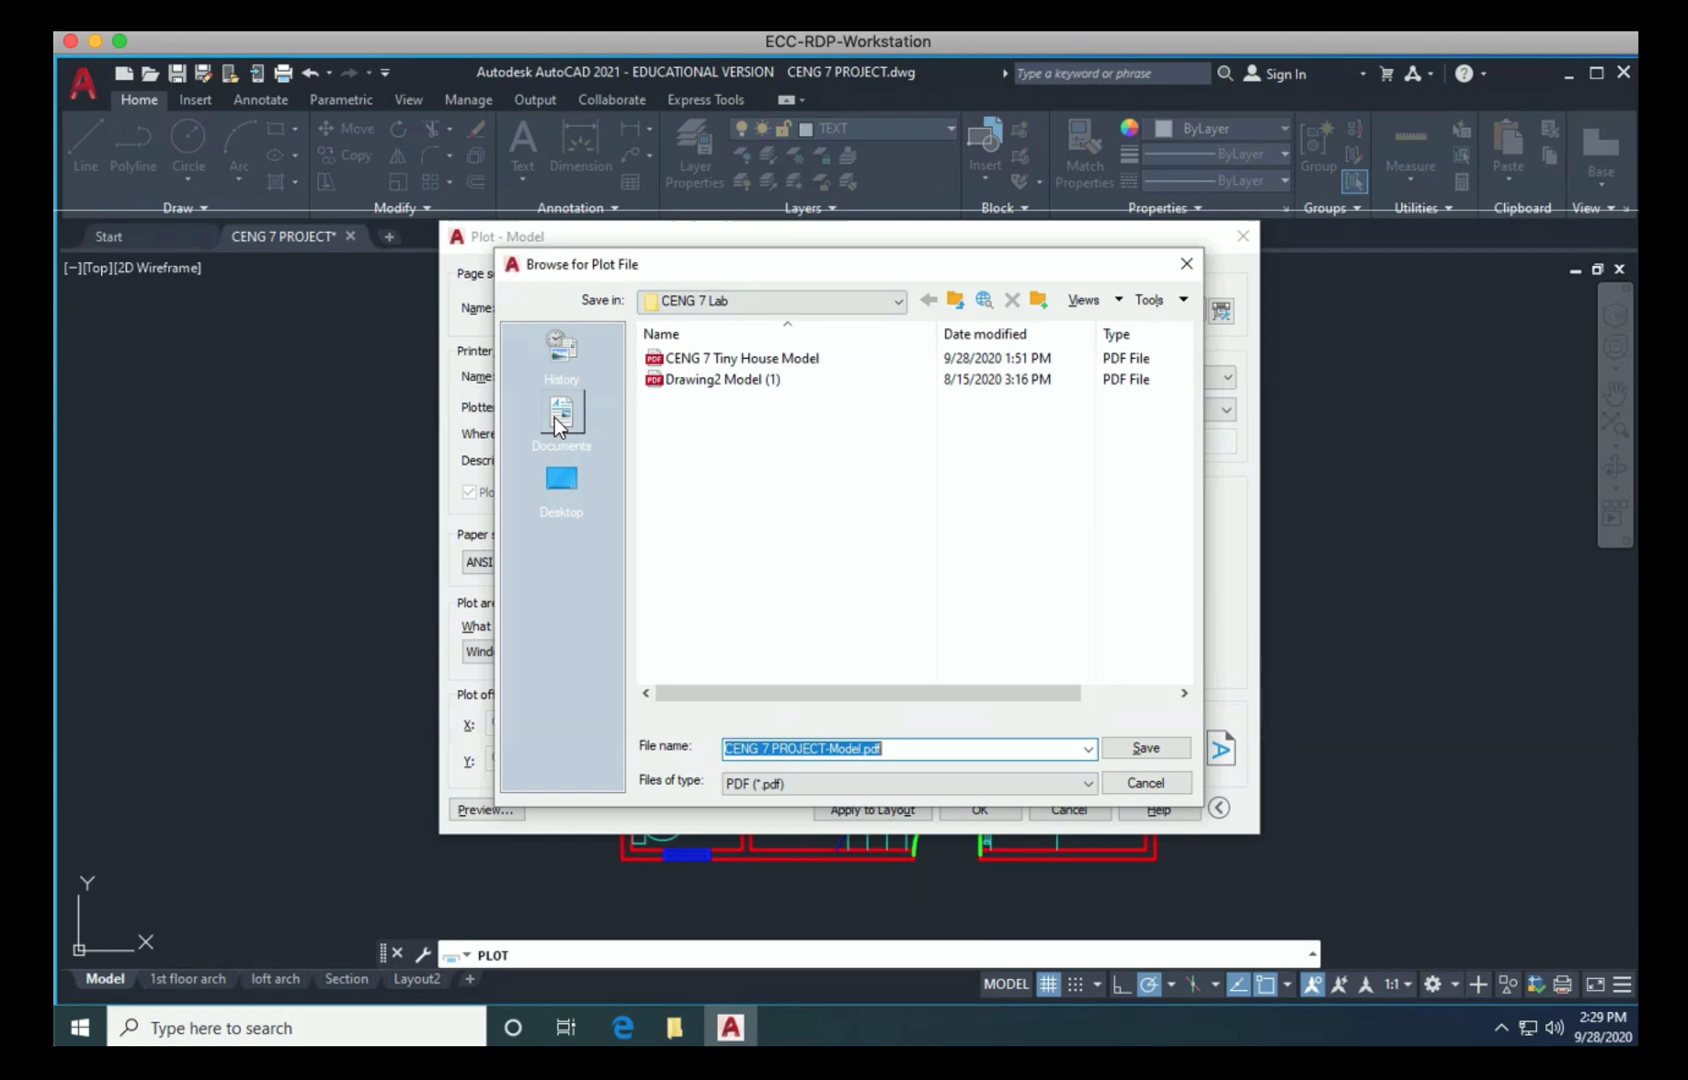 ECC-RDP-Workstation
Autodesk AutoCAD 2021 - EDUCATIONAL VERSION CENG 7 PROJECT.dwg
Type a keyword or phrase
Sign In
Home Insert Annotate Parametric View Manage Output Collaborate Express Tools
Line Polyline Circle Arc
Move
Copy
Text Dimension
Layer
Properties
TEXT
Insert
Match
Properties
ByLayer
ByLayer
ByLayer
Group
Measure
Paste
Base
Draw Modify Annotation Layers Block Properties Groups Utilities Clipboard View
Start CENG 7 PROJECT*
[−][Top][2D Wireframe]
Plot - Model
Page s
Name:
Printer
Name:
Plotte
Where
Descri
Plo
Paper s
ANSI
Plot are
What
Wind
Plot off
X:
Y:
Preview...
Apply to Layout OK Cancel Help
Browse for Plot File
Save in: CENG 7 Lab
Views Tools
History
Documents
Desktop
Name Date modified Type
CENG 7 Tiny House Model 9/28/2020 1:51 PM PDF File
Drawing2 Model (1) 8/15/2020 3:16 PM PDF File
File name: CENG 7 PROJECT-Model.pdf Save
Files of type: PDF (*.pdf) Cancel
Y
X
PLOT
Model 1st floor arch loft arch Section Layout2
MODEL 1:1
Type here to search
2:29 PM
9/28/2020